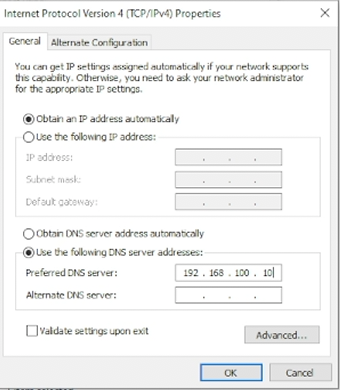 Internet Protocol Version 4 (TCP/IPv4) Properties
General
Alternate Configuration
You can get IP settings assigned automatically if your network supports
this capability. Otherwise, you need to ask your network administrator
for the appropriate IP settings.
Obtain an IP address automatically
Use the following IP address:
IP address:
Subnet mask:
Default gateway:
Obtain DNS server address automatically
Use the following DNS server addresses:
Preferred DNS server: 192 . 168 . 100 . 10
Alternate DNS server:
Validate settings upon exit
Advanced...
OK
Cancel